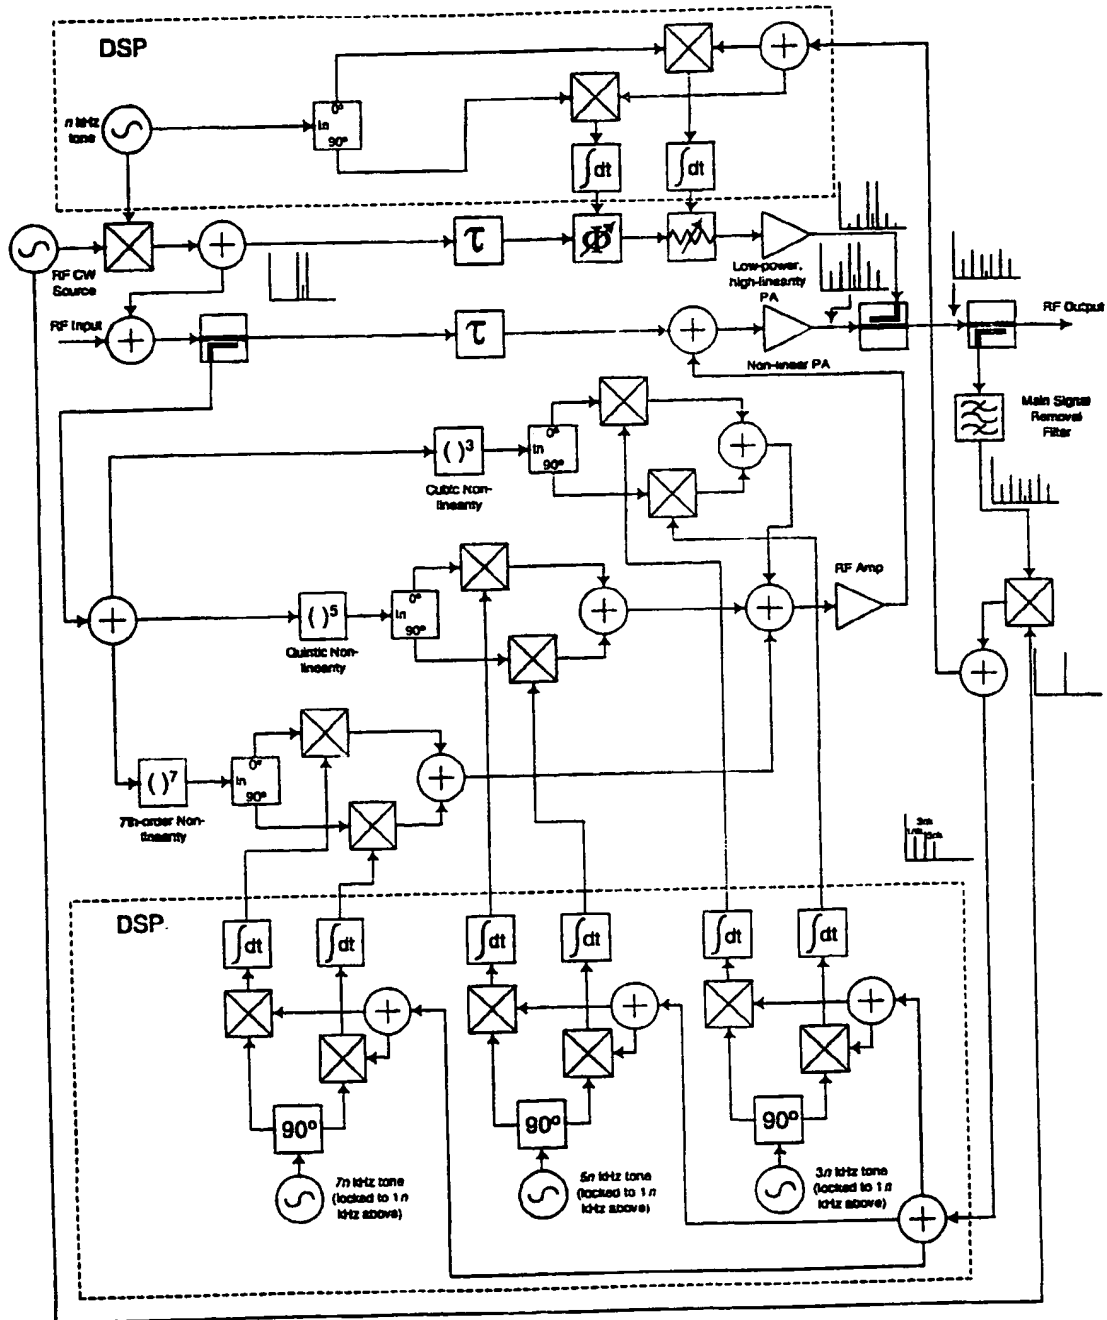 DSP
n kHz
tone
0°
In
90°
∫dt
∫dt
τ
Φ
RF CW
Source
Low-power,
high-linearity
PA
RF Input
τ
Non-linear PA
RF Output
Main Signal
Removal
Filter
( )³
Cubic Non-
linearity
0°
In
90°
( )⁵
Quintic Non-
linearity
0°
In
90°
RF Amp
( )⁷
7th-order Non-
linearity
0°
In
90°
3rd
DSP
∫dt
∫dt
∫dt
∫dt
∫dt
∫dt
90°
90°
90°
7n kHz tone
(locked to 1n
kHz above)
5n kHz tone
(locked to 1n
kHz above)
3n kHz tone
(locked to 1n
kHz above)